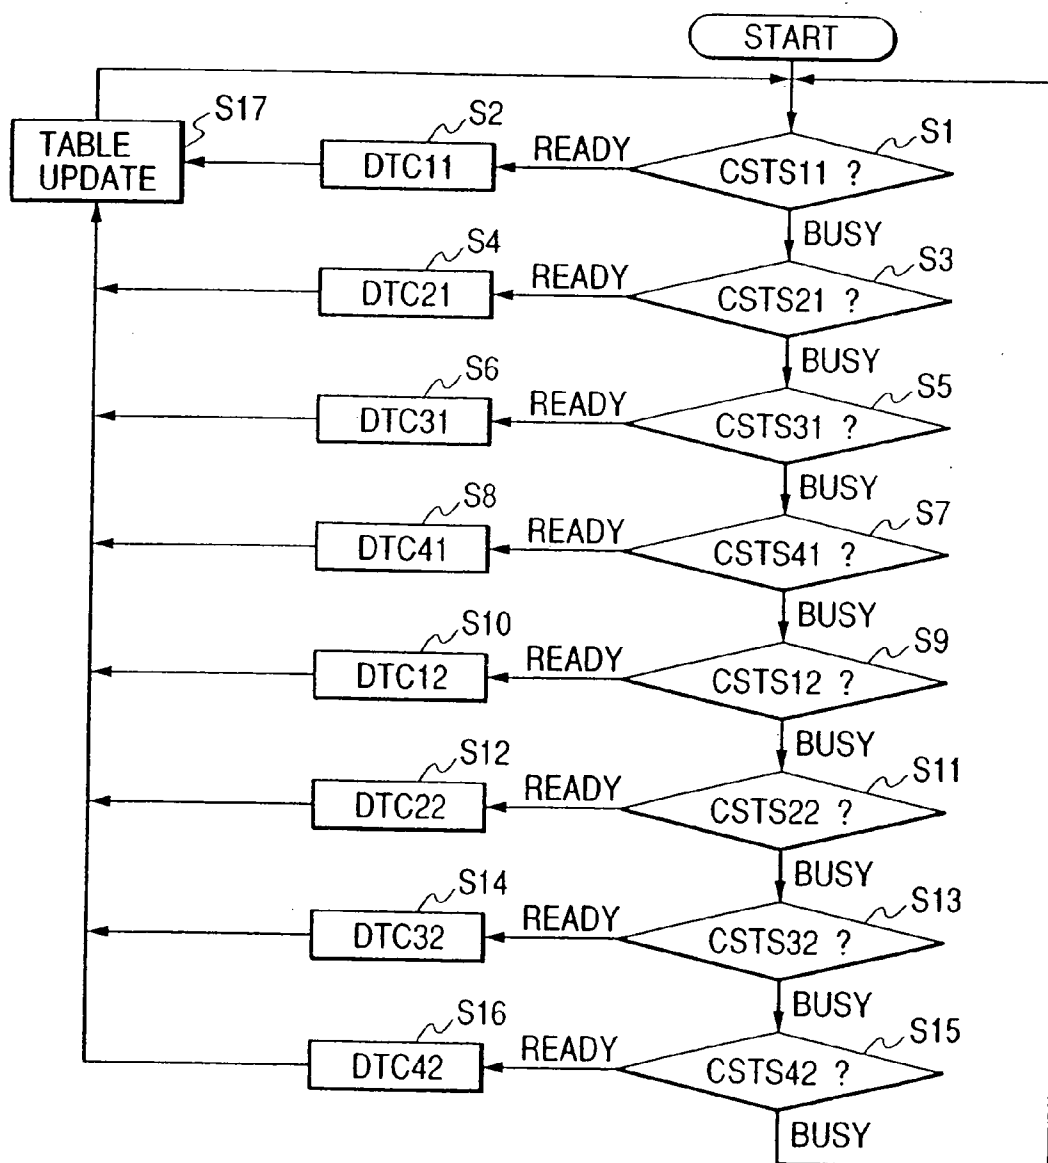 START
S17
S2
S1
TABLE
UPDATE
DTC11
READY
CSTS11 ?
BUSY
S4
S3
DTC21
READY
CSTS21 ?
BUSY
S6
S5
DTC31
READY
CSTS31 ?
BUSY
S8
S7
DTC41
READY
CSTS41 ?
BUSY
S10
S9
DTC12
READY
CSTS12 ?
BUSY
S12
S11
DTC22
READY
CSTS22 ?
BUSY
S14
S13
DTC32
READY
CSTS32 ?
BUSY
S16
S15
DTC42
READY
CSTS42 ?
BUSY